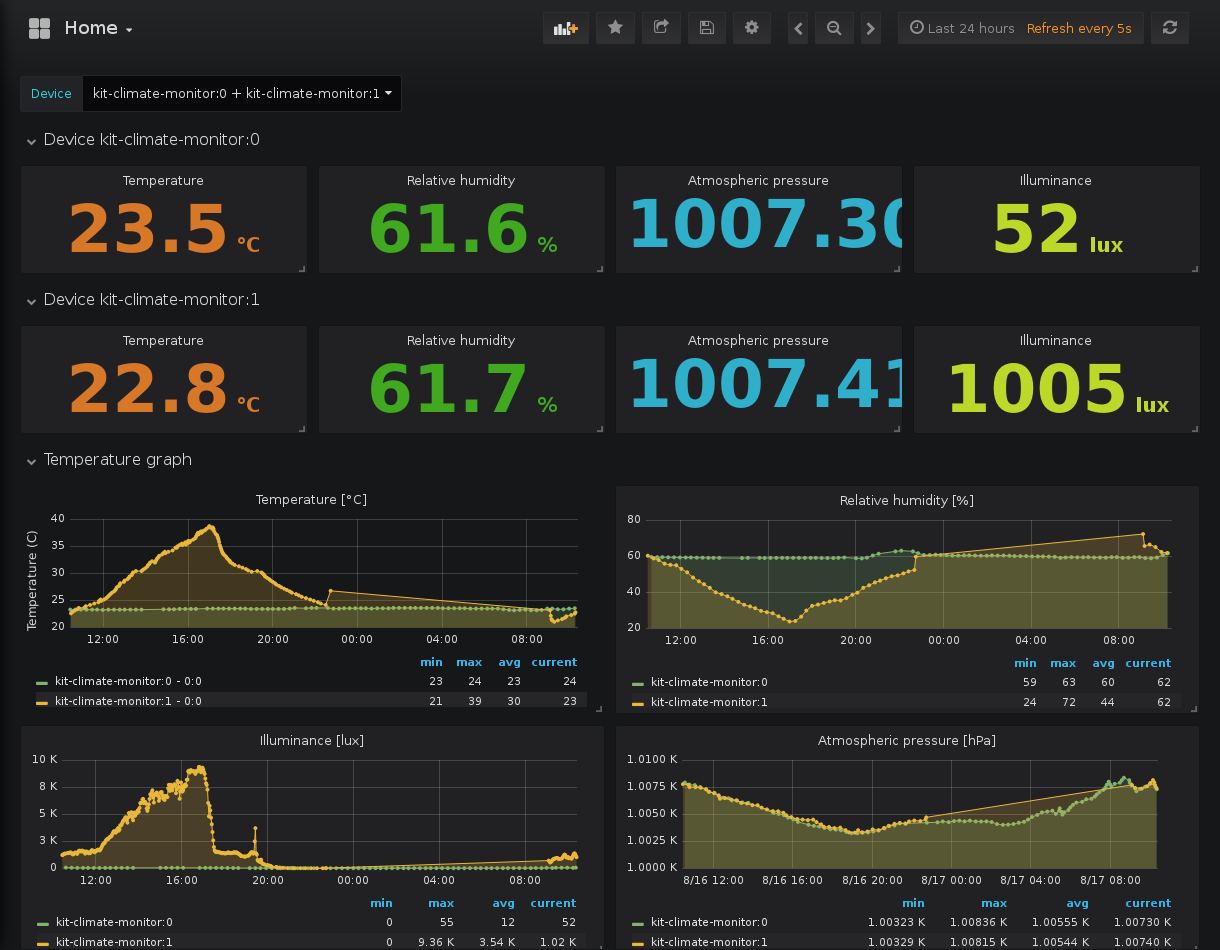 Home
Last 24 hours Refresh every 5s
Device kit-climate-monitor:0 + kit-climate-monitor:1
Device kit-climate-monitor:0
Temperature Relative humidity Atmospheric pressure Illuminance
23.5 °C 61.6 % 1007.30 52 lux
Device kit-climate-monitor:1
Temperature Relative humidity Atmospheric pressure Illuminance
22.8 °C 61.7 % 1007.41 1005 lux
Temperature graph
Temperature [°C]
Temperature (C)
40
35
30
25
20
12:00 16:00 20:00 00:00 04:00 08:00
min max avg current
kit-climate-monitor:0 - 0:0 23 24 23 24
kit-climate-monitor:1 - 0:0 21 39 30 23
Relative humidity [%]
80
60
40
20
12:00 16:00 20:00 00:00 04:00 08:00
min max avg current
kit-climate-monitor:0 59 63 60 62
kit-climate-monitor:1 24 72 44 62
Illuminance [lux]
10 K
8 K
5 K
3 K
0
12:00 16:00 20:00 00:00 04:00 08:00
min max avg current
kit-climate-monitor:0 0 55 12 52
kit-climate-monitor:1 0 9.36 K 3.54 K 1.02 K
Atmospheric pressure [hPa]
1.0100 K
1.0075 K
1.0050 K
1.0025 K
1.0000 K
8/16 12:00 8/16 16:00 8/16 20:00 8/17 00:00 8/17 04:00 8/17 08:00
min max avg current
kit-climate-monitor:0 1.00323 K 1.00836 K 1.00555 K 1.00730 K
kit-climate-monitor:1 1.00329 K 1.00815 K 1.00544 K 1.00740 K